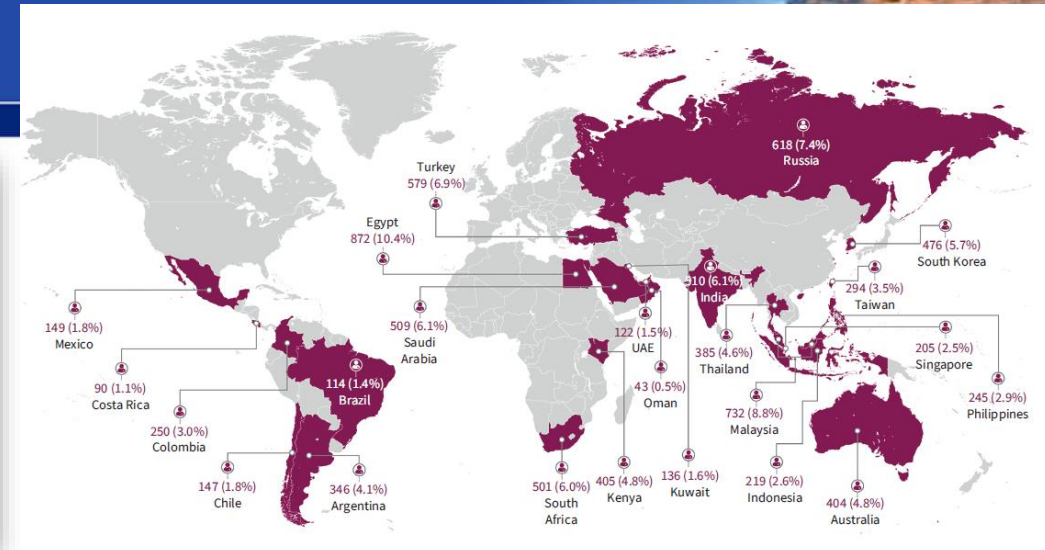 618 (7.4%)
Russia
Turkey
579 (6.9%)
Egypt
872 (10.4%)
476 (5.7%)
South Korea
(6.1%)
India
294 (3.5%)
Taiwan
149 (1.8%)
Mexico
509 (6.1%)
Saudi
Arabia
122 (1.5%)
UAE
385 (4.6%)
Thailand
205 (2.5%)
Singapore
90 (1.1%)
Costa Rica
114 (1.4%)
Brazil
43 (0.5%)
Oman
245 (2.9%)
Philippines
250 (3.0%)
Colombia
732 (8.8%)
Malaysia
147 (1.8%)
Chile
346 (4.1%)
Argentina
501 (6.0%)
South
Africa
405 (4.8%)
Kenya
136 (1.6%)
Kuwait
219 (2.6%)
Indonesia
404 (4.8%)
Australia